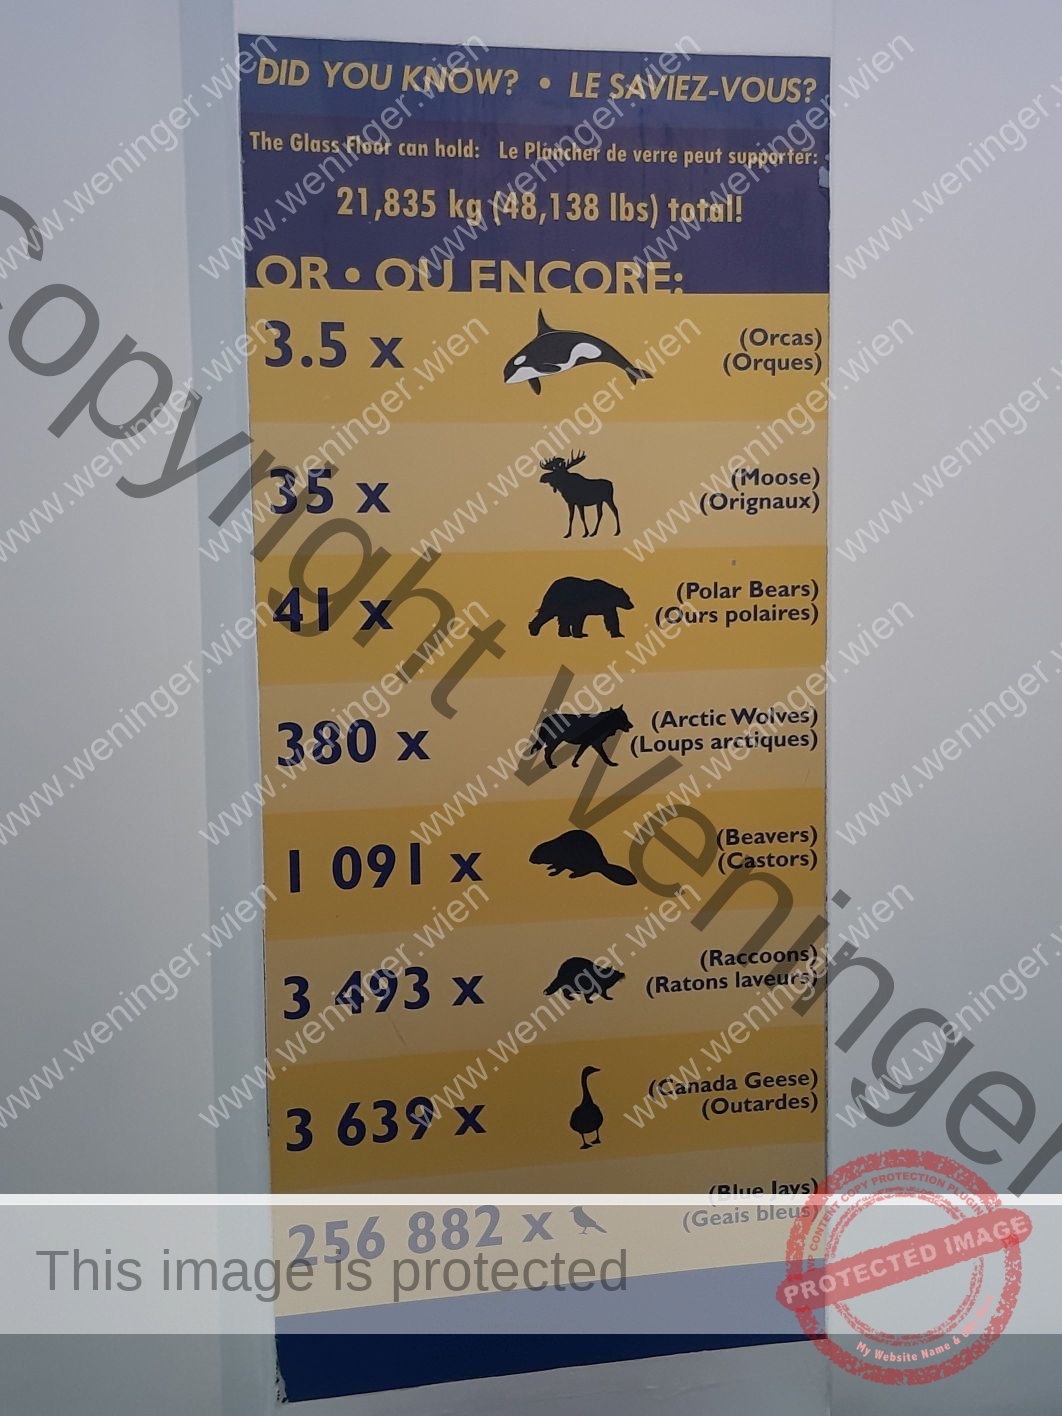 DID YOU KNOW? • LE SAVIEZ-VOUS?
The Glass Floor can hold: Le Plancher de verre peut supporter:
21,835 kg (48,138 lbs) total!
OR • OU ENCORE:
3.5 x (Orcas)
(Orques)
35 x (Moose)
(Orignaux)
41 x (Polar Bears)
(Ours polaires)
380 x (Arctic Wolves)
(Loups arctiques)
1 091 x (Beavers)
(Castors)
3 493 x (Raccoons)
(Ratons laveurs)
3 639 x (Canada Geese)
(Outardes)
256 882 x (Blue Jays)
(Geais bleus)
Copyright Weninger
www.weninger.wien
This image is protected
WP CONTENT COPY PROTECTION PLUGIN
PROTECTED IMAGE
My Website Name &